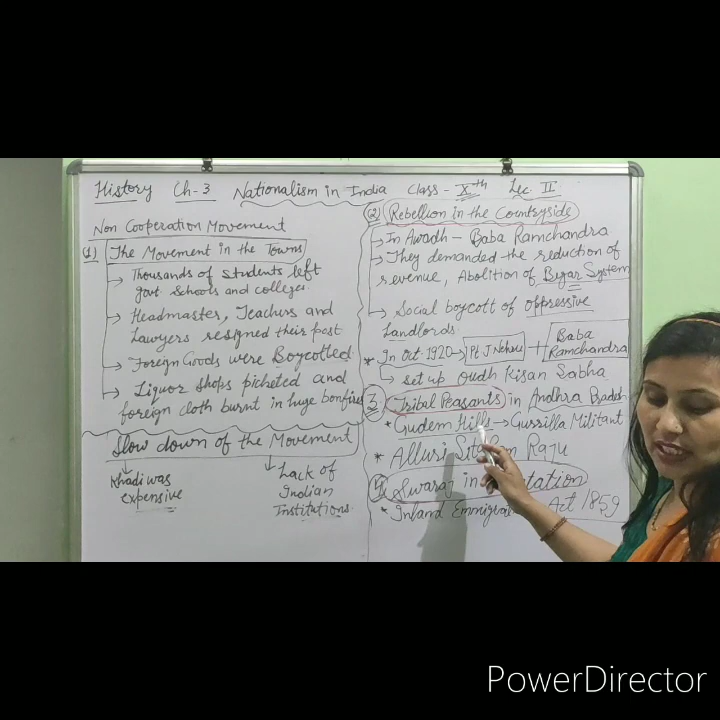 History Ch-3 Nationalism in India Class - Xth Lec II
Non Cooperation Movement
(1) The Movement in the Towns
→ Thousands of students left
govt schools and colleges.
→ Headmaster, Teachers and
Lawyers resigned their post
→ Foreign Goods were Boycotted
→ Liquor shops picheted and
foreign cloth burnt in huge bonfires
Slow down of the Movement
Khadi was
expensive
Lack of
Indian
Institutions
(2) Rebellion In the Countryside
→ In Awadh - Baba Ramchandra
→ They demanded the reduction of
revenue, Abolition of Begar System
→ Social boycott of oppressive
Landlords.
* In oct 1920 → Pt J Nehru + Baba Ramchandra
→ set up oudh Kisan Sabha
3 Tribal Peasants in Andhra Pradesh
* Gudem Hills → Gurrilla Militant
* Alluri Raju
Swaraj in
* Inland Act 1859
PowerDirector